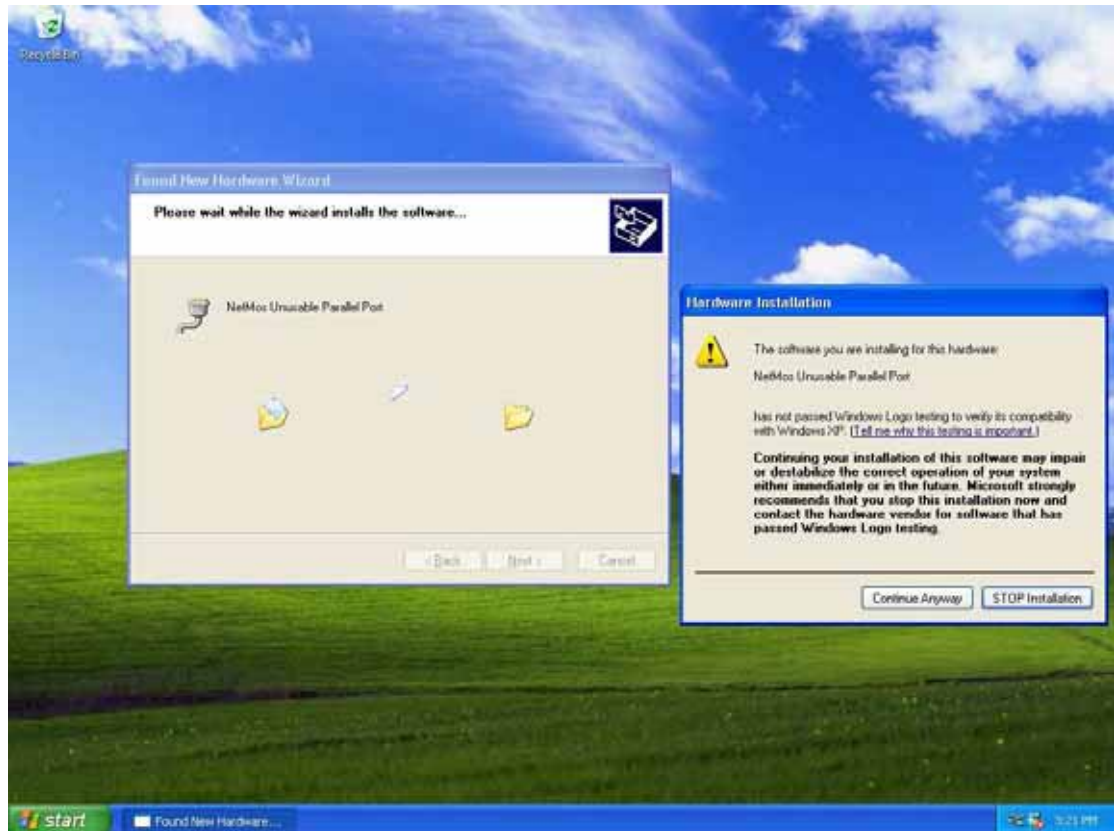 Recycle Bin
Found New Hardware Wizard
Please wait while the wizard installs the software...
NetMos Unusable Parallel Port
< Back
Next >
Cancel
Hardware Installation
The software you are installing for this hardware:
NetMos Unusable Parallel Port
has not passed Windows Logo testing to verify its compatibility
with Windows XP. (Tell me why this testing is important.)
Continuing your installation of this software may impair
or destabilize the correct operation of your system
either immediately or in the future. Microsoft strongly
recommends that you stop this installation now and
contact the hardware vendor for software that has
passed Windows Logo testing.
Continue Anyway
STOP Installation
start
Found New Hardware...
3:21 PM